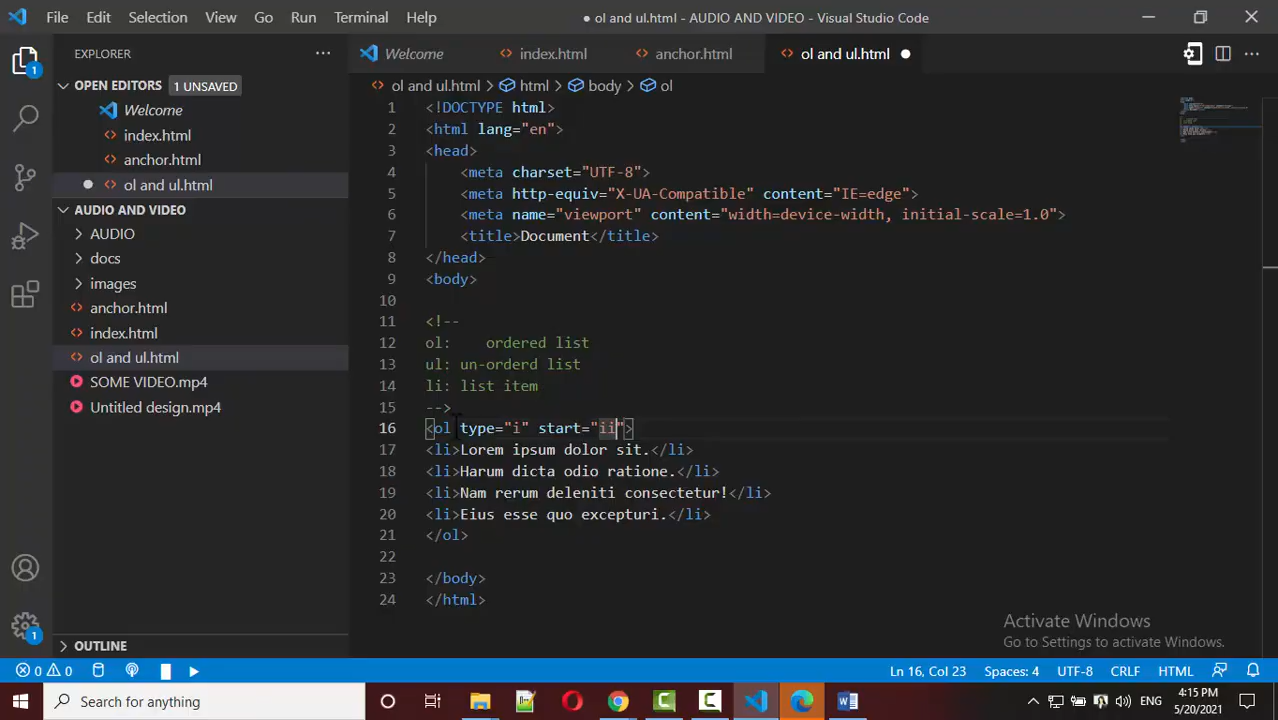 File Edit Selection View Go Run Terminal Help
● ol and ul.html - AUDIO AND VIDEO - Visual Studio Code
EXPLORER
OPEN EDITORS 1 UNSAVED
Welcome
index.html
anchor.html
ol and ul.html
AUDIO AND VIDEO
AUDIO
docs
images
anchor.html
index.html
ol and ul.html
SOME VIDEO.mp4
Untitled design.mp4
OUTLINE
1
1
Welcome index.html anchor.html ol and ul.html
ol and ul.html > html > body > ol
1 <!DOCTYPE html>
2 <html lang="en">
3 <head>
4 <meta charset="UTF-8">
5 <meta http-equiv="X-UA-Compatible" content="IE=edge">
6 <meta name="viewport" content="width=device-width, initial-scale=1.0">
7 <title>Document</title>
8 </head>
9 <body>
10
11 <!--
12 ol: ordered list
13 ul: un-orderd list
14 li: list item
15 -->
16 <ol type="i" start="ii">
17 <li>Lorem ipsum dolor sit.</li>
18 <li>Harum dicta odio ratione.</li>
19 <li>Nam rerum deleniti consectetur!</li>
20 <li>Eius esse quo excepturi.</li>
21 </ol>
22
23 </body>
24 </html>
Activate Windows
Go to Settings to activate Windows.
0 0 Ln 16, Col 23 Spaces: 4 UTF-8 CRLF HTML
Search for anything
ENG
4:15 PM
5/20/2021